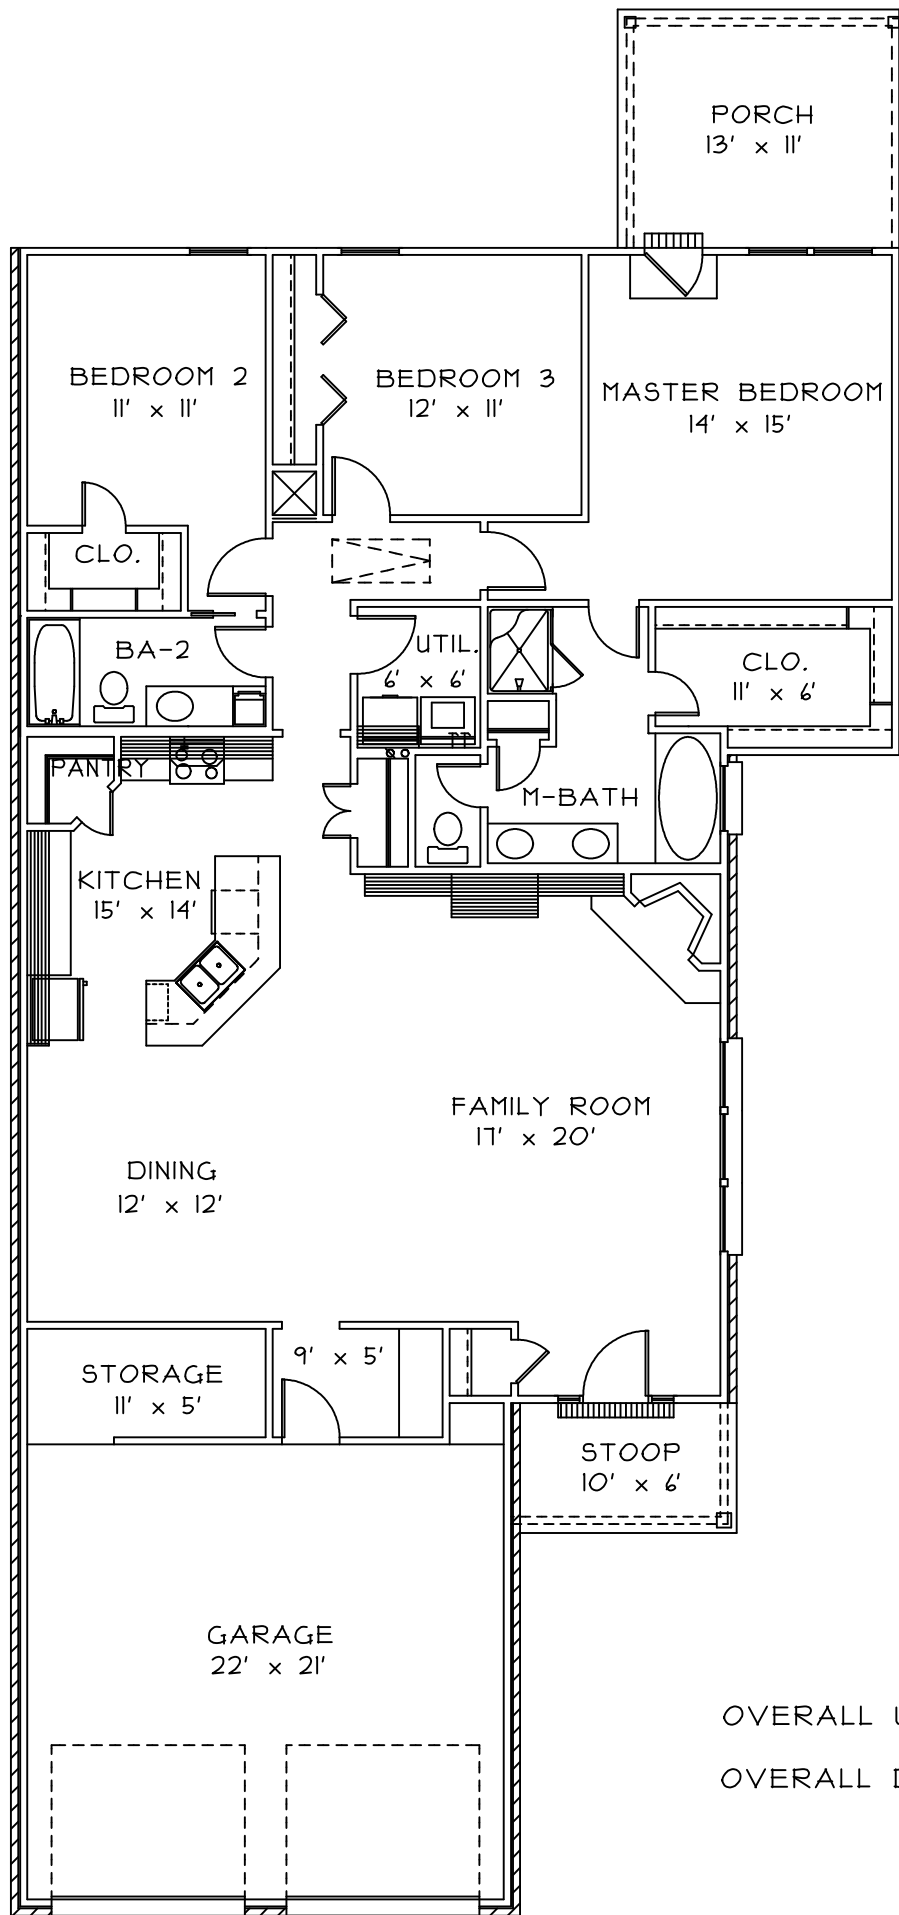 PORCH
13' x 11'
BEDROOM 2
11' x 11'
BEDROOM 3
12' x 11'
MASTER BEDROOM
14' x 15'
CLO.
BA-2
UTIL.
6' x 6'
CLO.
11' x 6'
PANTRY
M-BATH
KITCHEN
15' x 14'
FAMILY ROOM
17' x 20'
DINING
12' x 12'
9' x 5'
STORAGE
11' x 5'
STOOP
10' x 6'
GARAGE
22' x 21'
OVERALL
OVERALL